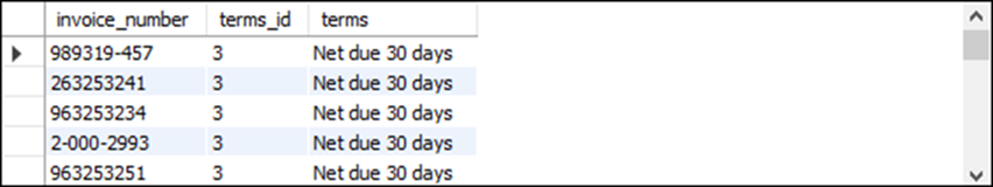 invoice_number terms_id terms
989319-457 3 Net due 30 days
263253241 3 Net due 30 days
963253234 3 Net due 30 days
2-000-2993 3 Net due 30 days
963253251 3 Net due 30 days